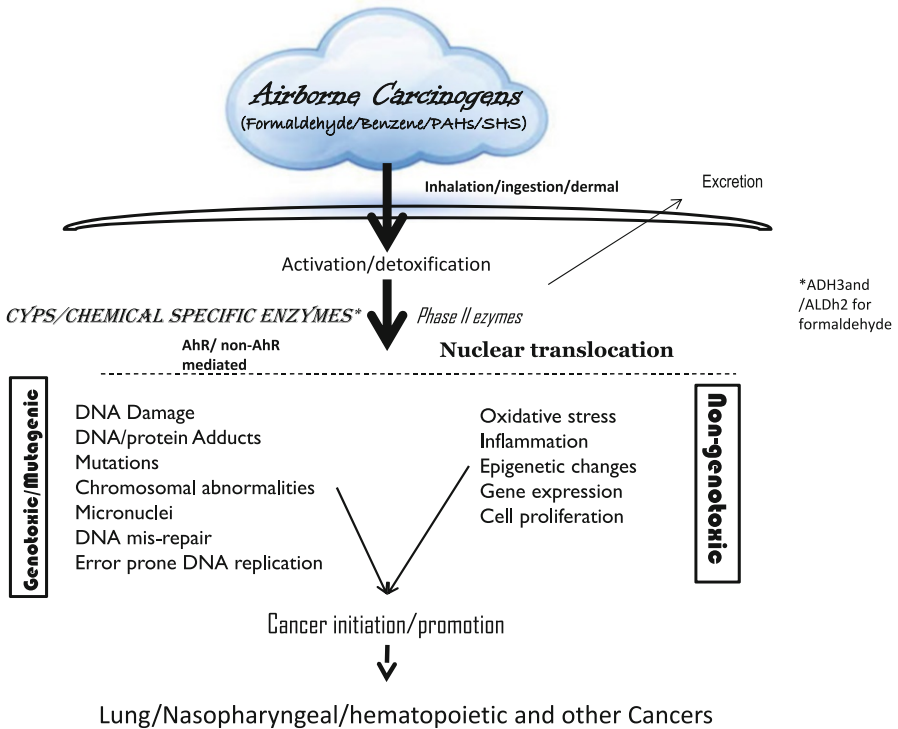 Airborne Carcinogens
(Formaldehyde/Benzene/PAHs/SHS)
Inhalation/ingestion/dermal
Excretion
Activation/detoxification
*ADH3and
/ALDh2 for
formaldehyde
CYPS/CHEMICAL SPECIFIC ENZYMES*
Phase II ezymes
AhR/ non-AhR
mediated
Nuclear translocation
Genotoxic/Mutagenic
DNA Damage
DNA/protein Adducts
Mutations
Chromosomal abnormalities
Micronuclei
DNA mis-repair
Error prone DNA replication
Oxidative stress
Inflammation
Epigenetic changes
Gene expression
Cell proliferation
Non-genotoxic
Cancer initiation/promotion
Lung/Nasopharyngeal/hematopoietic and other Cancers